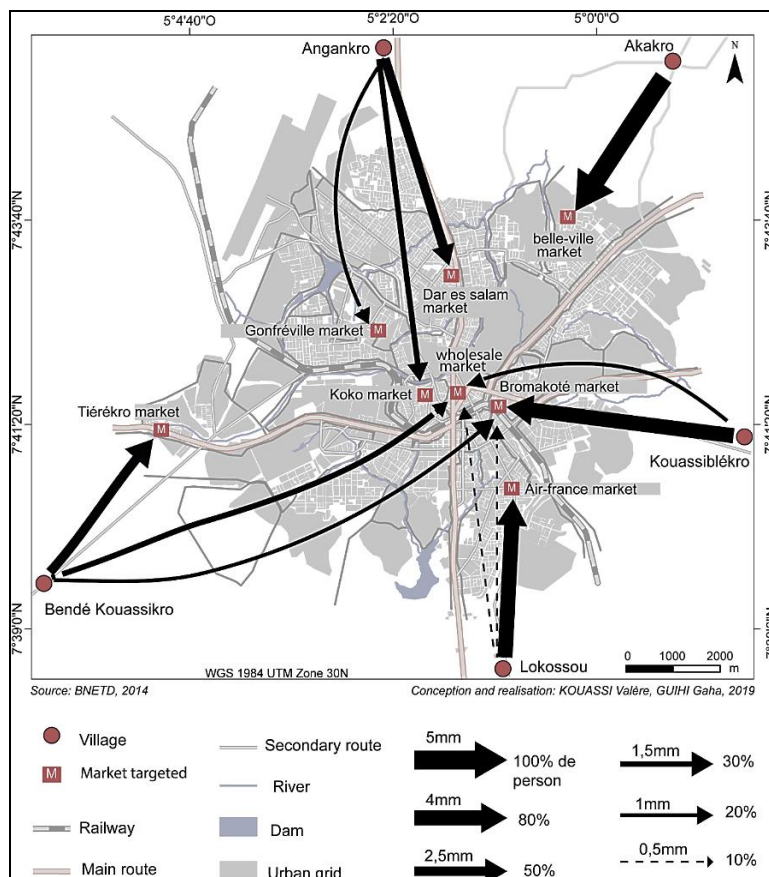 5°4'40"O
5°2'20"O
5°0'0"O
Angankro
Akakro
N
7°43'40"N
7°43'40"N
belle-ville
market
Dar es salam
market
Gonfréville market
wholesale
market
Koko market
Bromakoté market
Tiérékro market
7°41'20"N
7°41'20"N
Kouassiblékro
Air-france market
Bendé Kouassikro
7°39'0"N
Lokossou
0 1000 2000
m
WGS 1984 UTM Zone 30N
Source: BNETD, 2014
Conception and realisation: KOUASSI Valère, GUIHI Gaha, 2019
M
M
M
M
M
M
M
M
Village
M Market targeted
Railway
Main route
Secondary route
River
Dam
Urban grid
5mm
100% de
person
4mm
80%
2,5mm
50%
1,5mm
30%
1mm
20%
0,5mm
10%